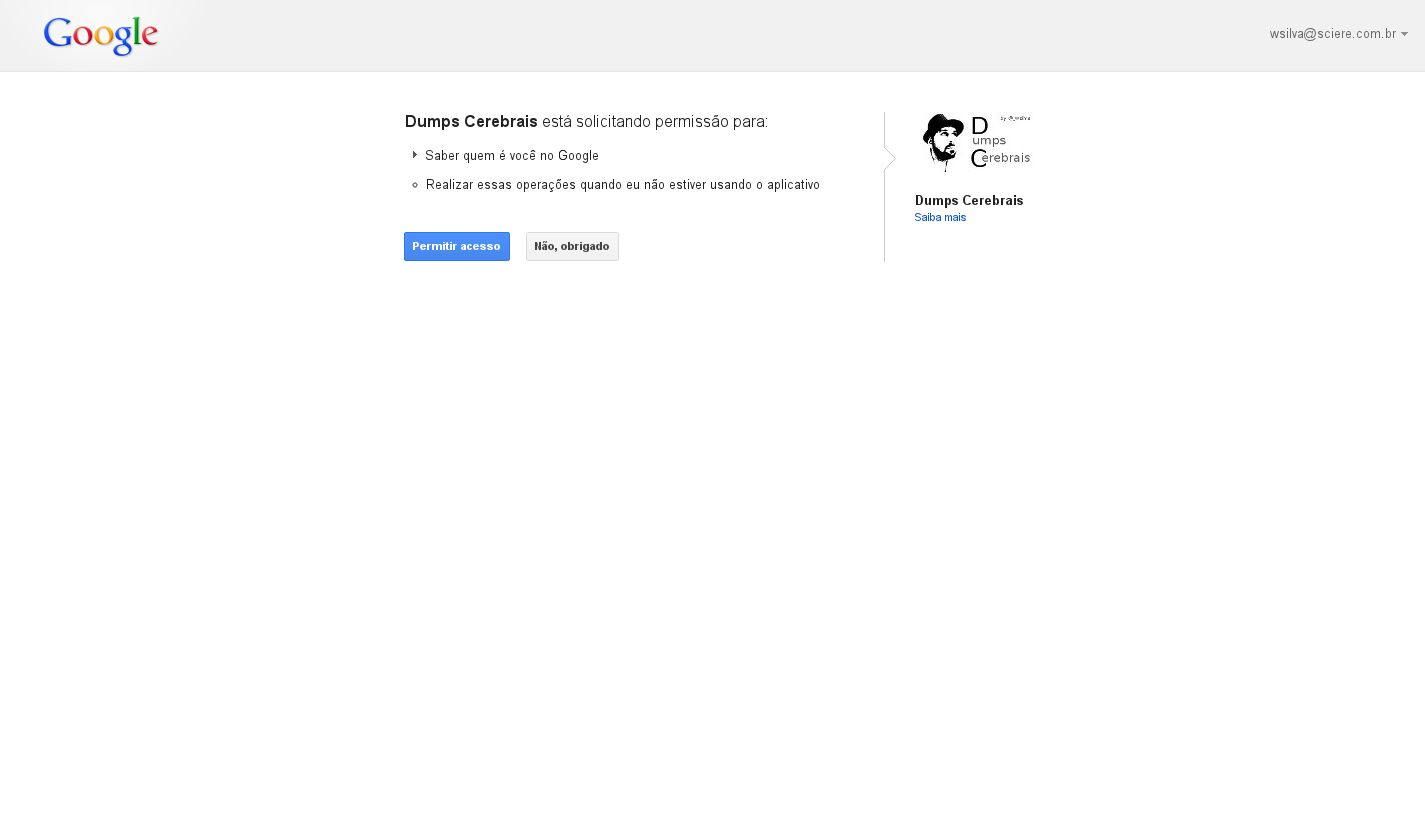 Google
wsilva@sciere.com.br
Dumps Cerebrais está solicitando permissão para:
Saber quem é você no Google
Realizar essas operações quando eu não estiver usando o aplicativo
Permitir acesso
Não, obrigado
by @_wsilva
Dumps
Cerebrais
Dumps Cerebrais
Saiba mais